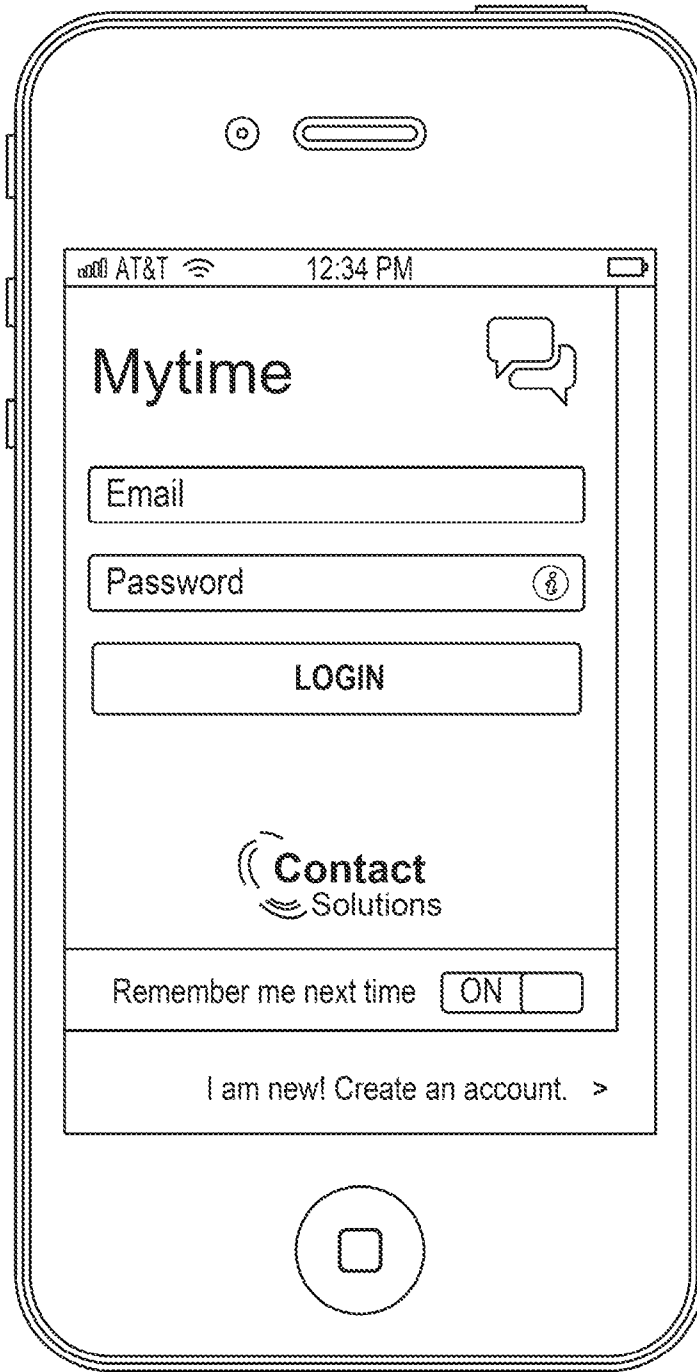 AT&T 12:34 PM
Mytime
Email
Password i
LOGIN
Contact
Solutions
Remember me next time ON
I am new! Create an account. >